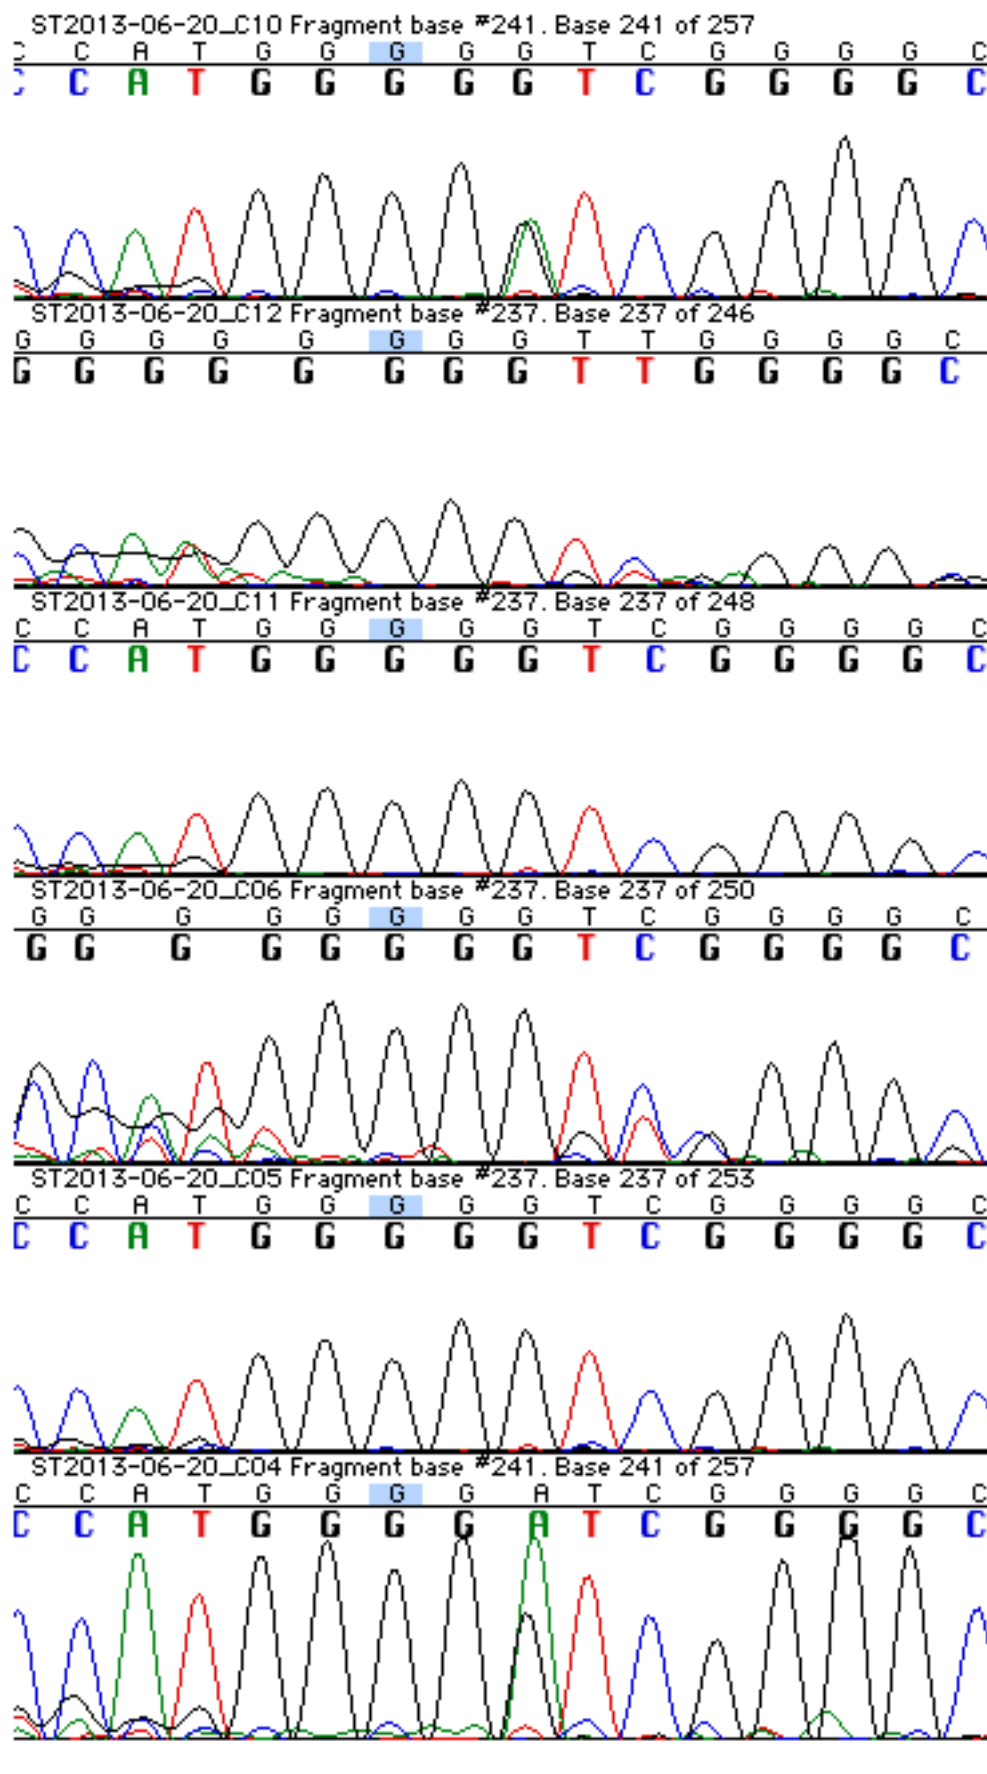 ST2013-06-20_C10 Fragment base #241. Base 241 of 257
C C A T G G G G G T C G G G G C
C C A T G G G G G T C G G G G C
ST2013-06-20_C12 Fragment base #237. Base 237 of 246
G G G G G G G G T T G G G G C
G G G G G G G G T T G G G G C
ST2013-06-20_C11 Fragment base #237. Base 237 of 248
C C A T G G G G G T C G G G G C
C C A T G G G G G T C G G G G C
ST2013-06-20_C06 Fragment base #237. Base 237 of 250
G G G G G G G G T C G G G G C
G G G G G G G G T C G G G G C
ST2013-06-20_C05 Fragment base #237. Base 237 of 253
C C A T G G G G G T C G G G G C
C C A T G G G G G T C G G G G C
ST2013-06-20_C04 Fragment base #241. Base 241 of 257
C C A T G G G G A T C G G G G C
C C A T G G G G A T C G G G G C